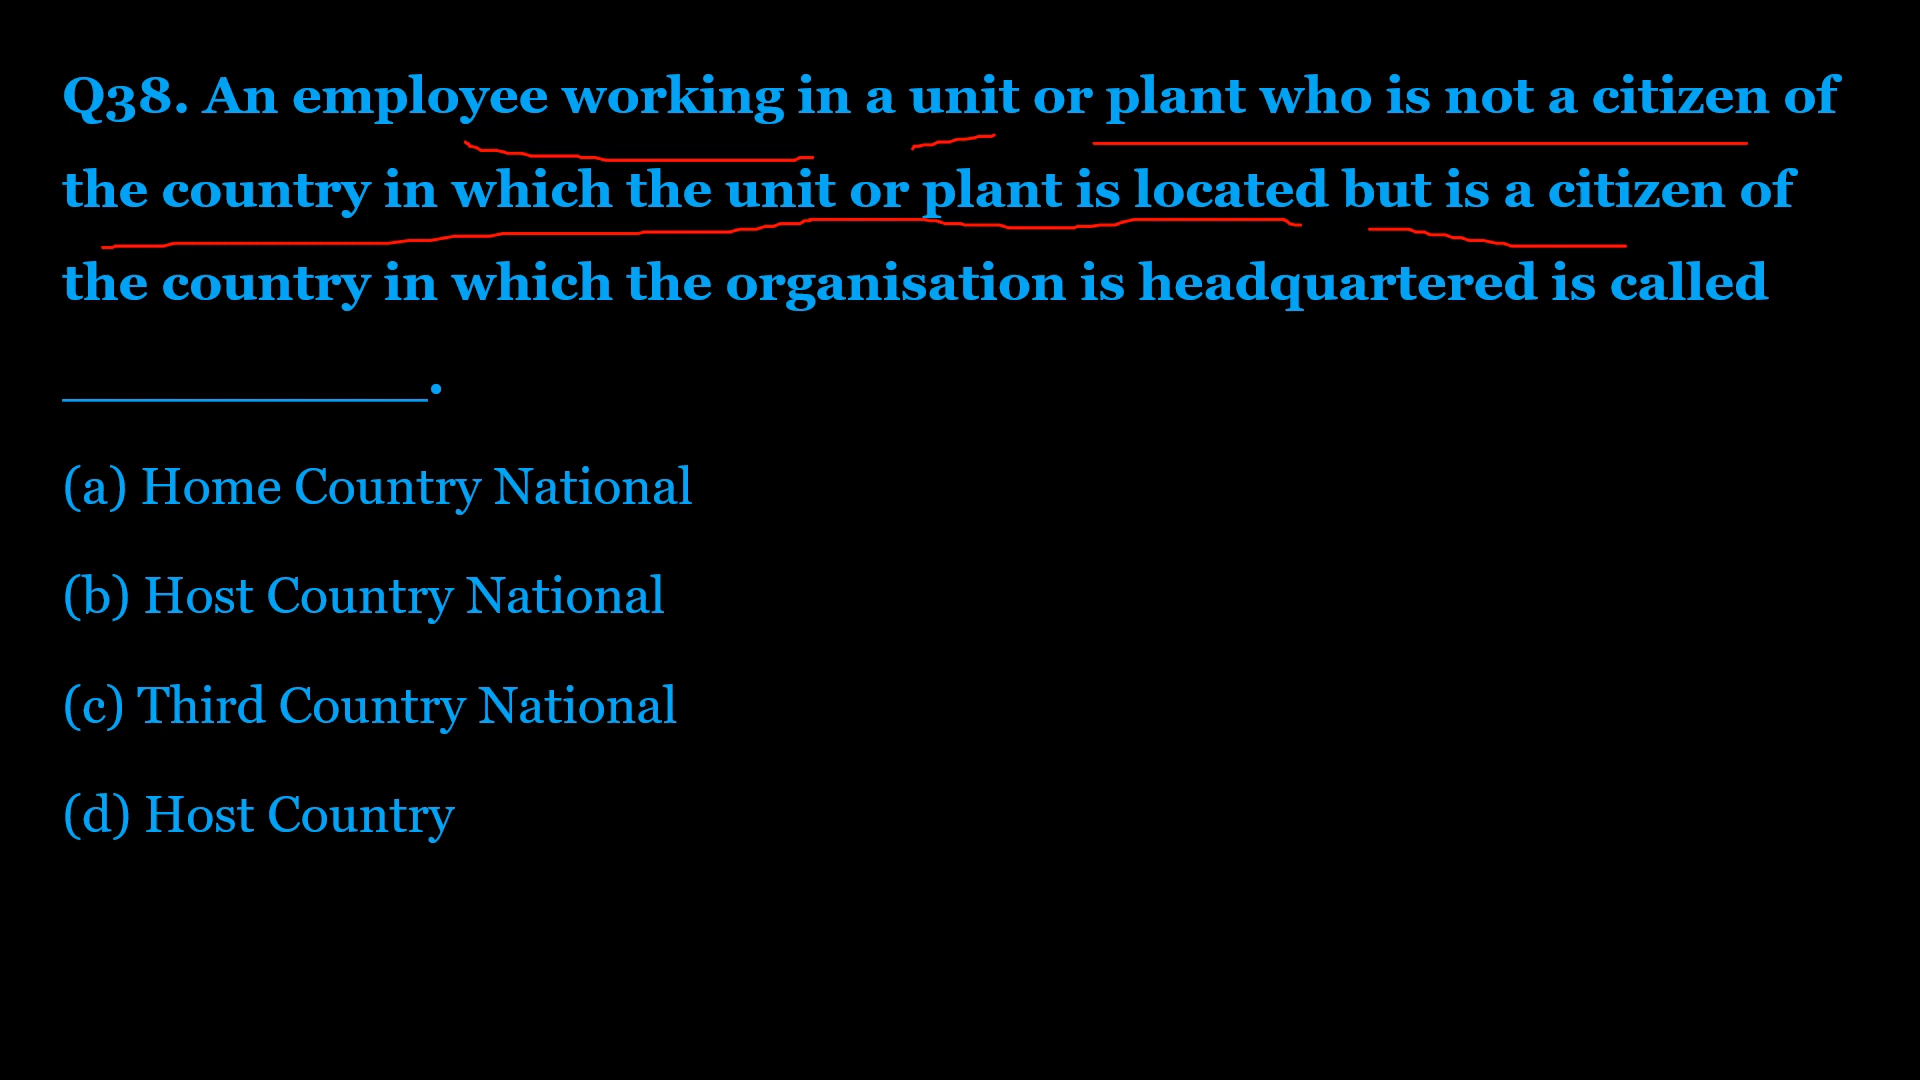 Q38. An employee working in a unit or plant who is not a citizen of
the country in which the unit or plant is located but is a citizen of
the country in which the organisation is headquartered is called
______________.
(a) Home Country National
(b) Host Country National
(c) Third Country National
(d) Host Country